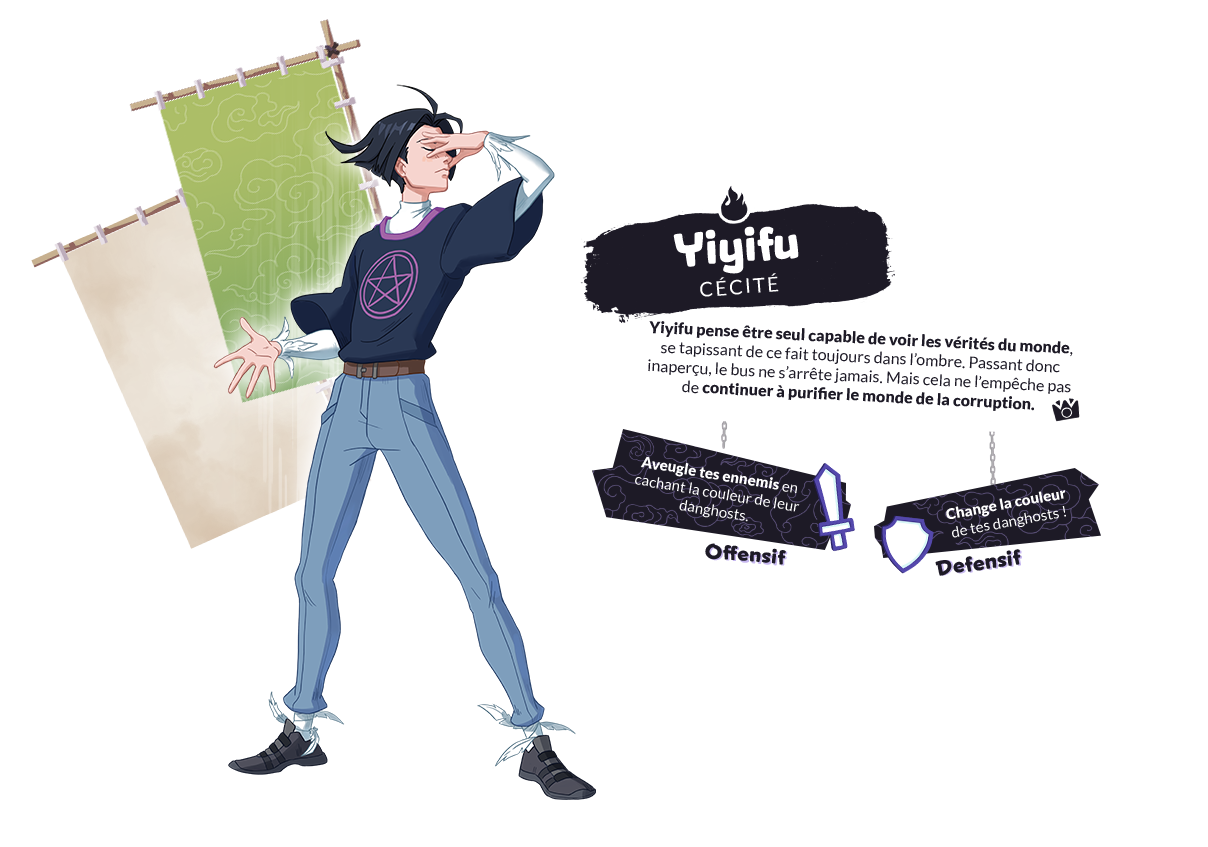 Yiyifu
CÉCITÉ
Yiyifu pense être seul capable de voir les vérités du monde,
se tapissant de ce fait toujours dans l’ombre. Passant donc
inaperçu, le bus ne s’arrête jamais. Mais cela ne l’empêche pas
de continuer à purifier le monde de la corruption.
Aveugle tes ennemis en
cachant la couleur de leur
danghosts.
Offensif
Change la couleur
de tes danghosts !
Defensif